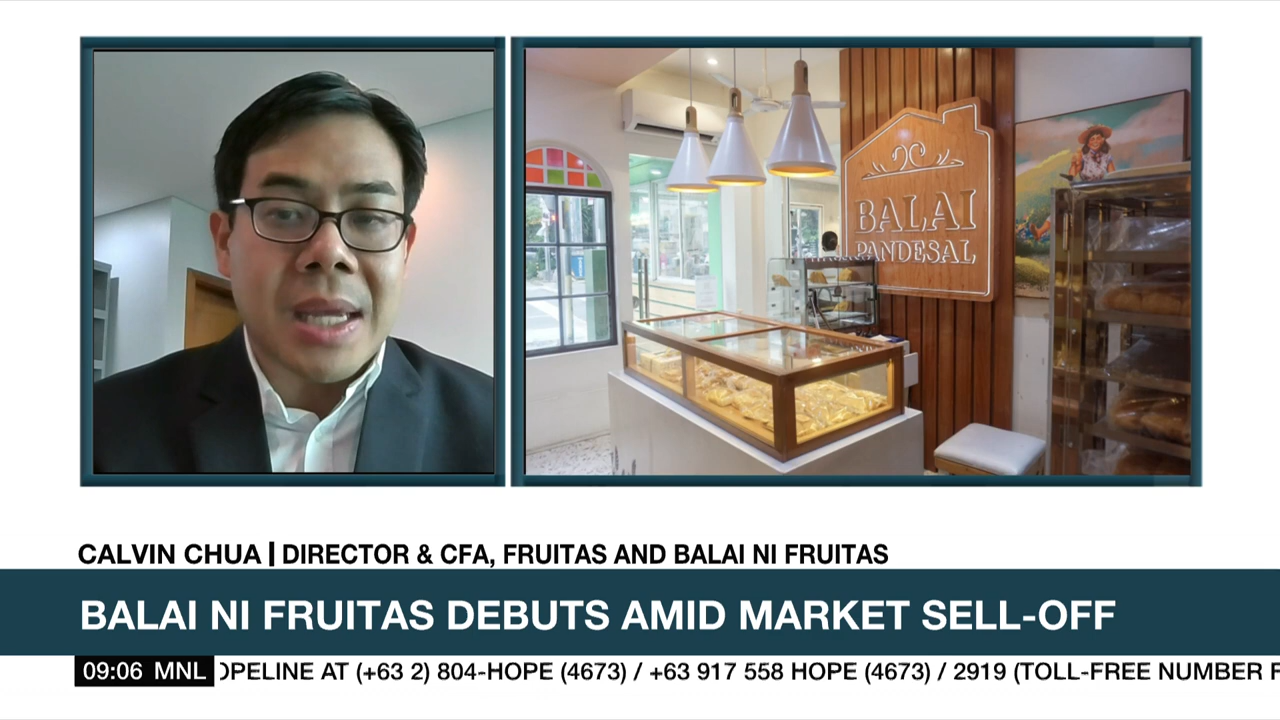 BALAI
PANDESAL
CALVIN CHUA | DIRECTOR & CFA, FRUITAS AND BALAI NI FRUITAS
BALAI NI FRUITAS DEBUTS AMID MARKET SELL-OFF
09:06 MNL
OPELINE AT (+63 2) 804-HOPE (4673) / +63 917 558 HOPE (4673) / 2919 (TOLL-FREE NUMBER F